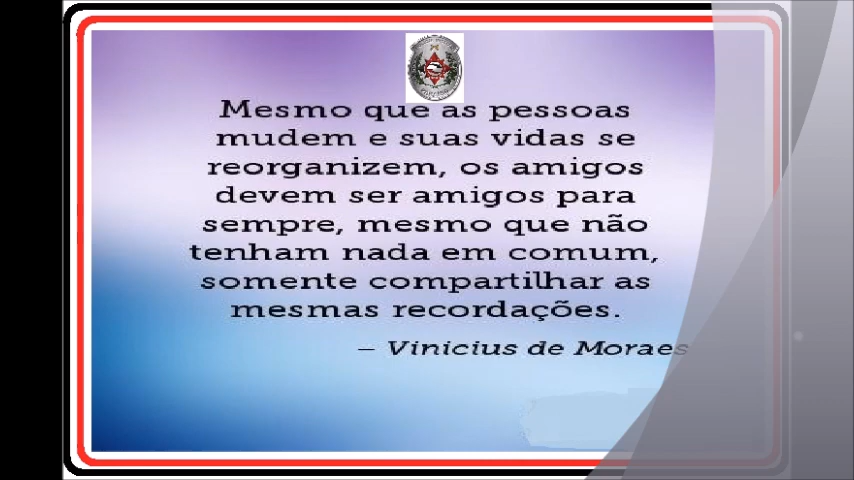 Mesmo que as pessoas
mudem e suas vidas se
reorganizem, os amigos
devem ser amigos para
sempre, mesmo que não
tenham nada em comum,
somente compartilhar as
mesmas recordações.
– Vinicius de Moraes